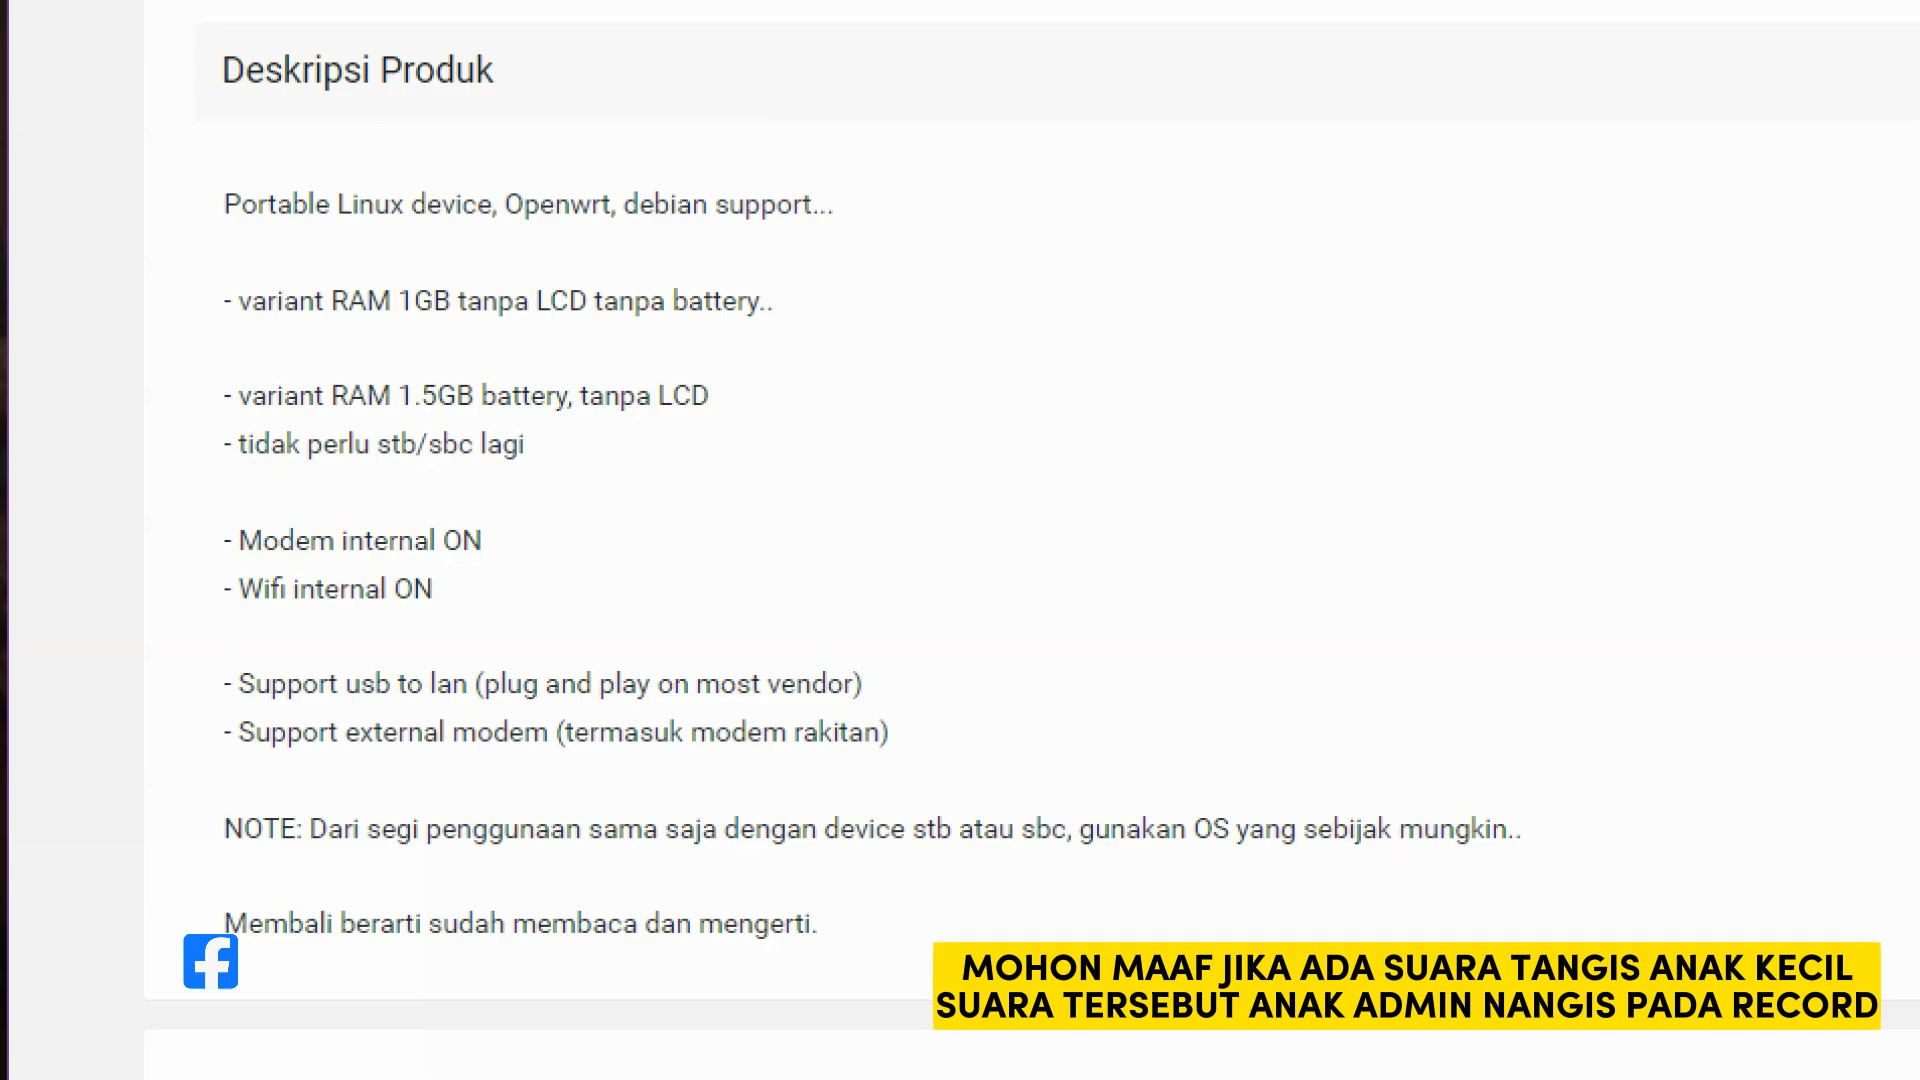 Deskripsi Produk
Portable Linux device, Openwrt, debian support...
- variant RAM 1GB tanpa LCD tanpa battery..
- variant RAM 1.5GB battery, tanpa LCD
- tidak perlu stb/sbc lagi
- Modem internal ON
- Wifi internal ON
- Support usb to lan (plug and play on most vendor)
- Support external modem (termasuk modem rakitan)
NOTE: Dari segi penggunaan sama saja dengan device stb atau sbc, gunakan OS yang sebijak mungkin..
Membali berarti sudah membaca dan mengerti.
MOHON MAAF JIKA ADA SUARA TANGIS ANAK KECIL
SUARA TERSEBUT ANAK ADMIN NANGIS PADA RECORD